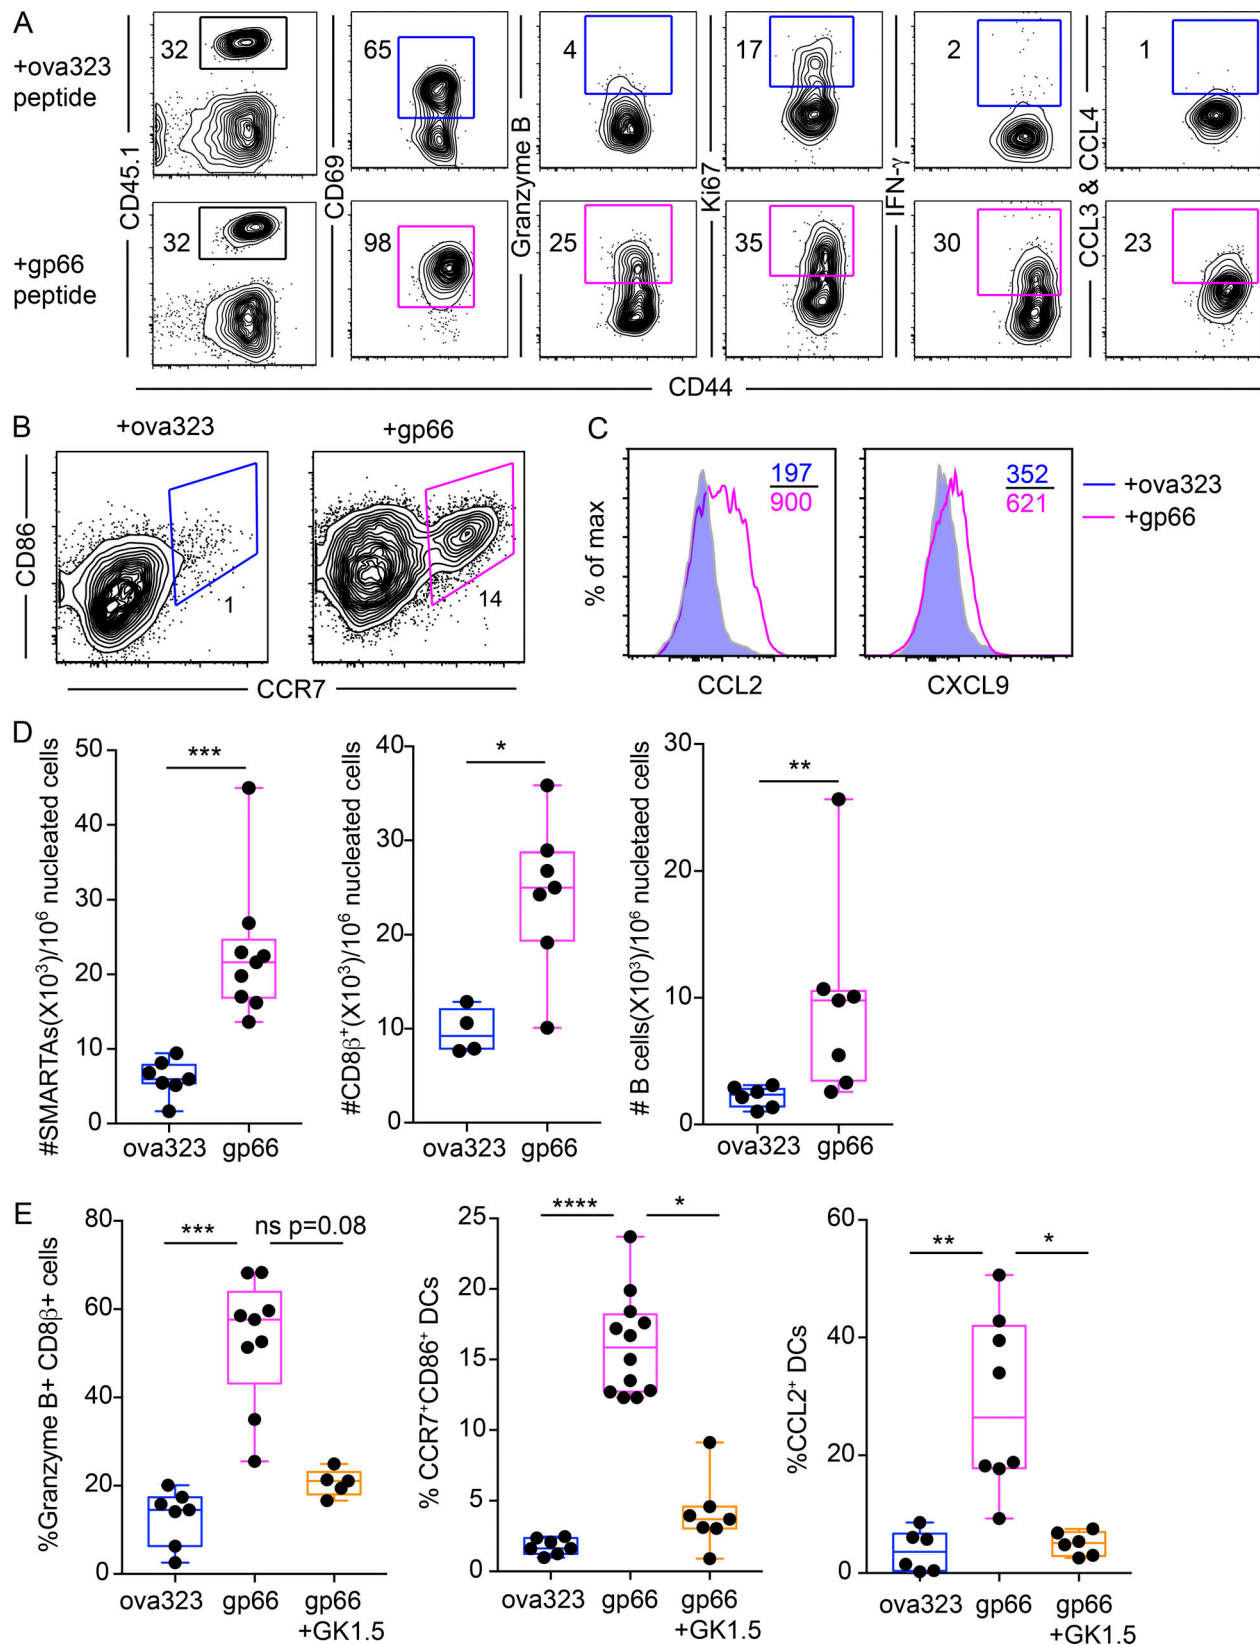 A
+ova323 peptide
32
65
4
17
2
1
CD45.1
CD69
Granzyme B
Ki67
IFN-γ
CCL3 & CCL4
+gp66 peptide
32
98
25
35
30
23
CD44
B
+ova323
+gp66
CD86
1
14
CCR7
C
% of max
197
900
352
621
+ova323
+gp66
CCL2
CXCL9
D
#SMARTAs(X10³)/10⁶ nucleated cells
50
40
30
20
10
0
***
ova323
gp66
#CD8β⁺(X10³)/10⁶ nucleated cells
40
30
20
10
0
*
ova323
gp66
# B cells(X10³)/10⁶ nucletaed cells
30
20
10
0
**
ova323
gp66
E
%Granzyme B+ CD8β+ cells
80
60
40
20
0
***
ns p=0.08
ova323
gp66
gp66 +GK1.5
% CCR7⁺CD86⁺ DCs
25
20
15
10
5
0
****
*
ova323
gp66
gp66 +GK1.5
%CCL2⁺ DCs
60
40
20
0
**
*
ova323
gp66
gp66 +GK1.5